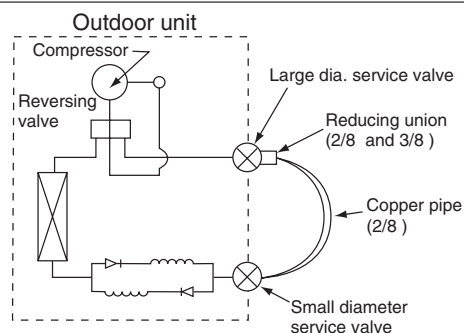 Outdoor unit
Compressor
Reversing
valve
Large dia. service valve
Reducing union
(2/8 and 3/8 )
Copper pipe
(2/8 )
Small diameter
service valve